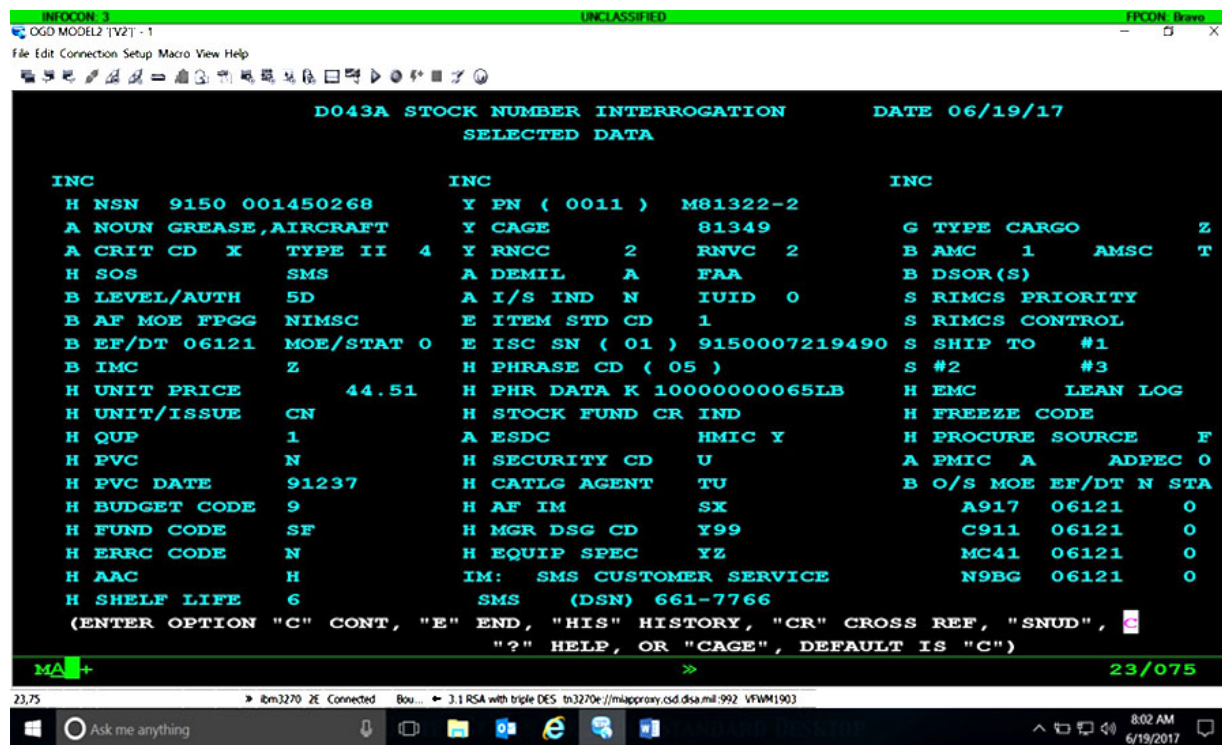 INFOCON: 3 UNCLASSIFIED FPCON: Bravo
OGD MODEL2 '[V2]' - 1
File Edit Connection Setup Macro View Help
D043A STOCK NUMBER INTERROGATION DATE 06/19/17
SELECTED DATA
INC INC INC
H NSN 9150 001450268 Y PN ( 0011 ) M81322-2
A NOUN GREASE,AIRCRAFT Y CAGE 81349 G TYPE CARGO Z
A CRIT CD X TYPE II 4 Y RNCC 2 RNVC 2 B AMC 1 AMSC T
H SOS SMS A DEMIL A FAA B DSOR(S)
B LEVEL/AUTH 5D A I/S IND N IUID O S RIMCS PRIORITY
B AF MOE FPGG NIMSC E ITEM STD CD 1 S RIMCS CONTROL
B EF/DT 06121 MOE/STAT O E ISC SN ( 01 ) 9150007219490 S SHIP TO #1
B IMC Z H PHRASE CD ( 05 ) S #2 #3
H UNIT PRICE 44.51 H PHR DATA K 10000000065LB H EMC LEAN LOG
H UNIT/ISSUE CN H STOCK FUND CR IND H FREEZE CODE
H QUP 1 A ESDC HMIC Y H PROCURE SOURCE F
H PVC N H SECURITY CD U A PMIC A ADPEC 0
H PVC DATE 91237 H CATLG AGENT TU B O/S MOE EF/DT N STA
H BUDGET CODE 9 H AF IM SX A917 06121 O
H FUND CODE SF H MGR DSG CD Y99 C911 06121 O
H ERRC CODE N H EQUIP SPEC YZ MC41 06121 O
H AAC H IM: SMS CUSTOMER SERVICE N9BG 06121 O
H SHELF LIFE 6 SMS (DSN) 661-7766
(ENTER OPTION "C" CONT, "E" END, "HIS" HISTORY, "CR" CROSS REF, "SNUD", C
"?" HELP, OR "CAGE", DEFAULT IS "C")
MA + » 23/075
23,75 » ibm3270 2E Connected Bou... ← 3.1 RSA with triple DES tn3270e://miapproxy.csd.disa.mil:992 VFWM1903
Ask me anything 8:02 AM
6/19/2017